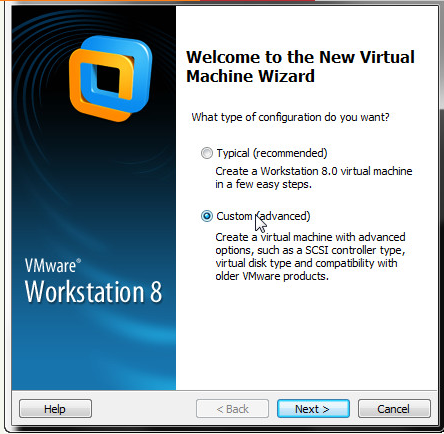 Welcome to the New Virtual
Machine Wizard
What type of configuration do you want?
Typical (recommended)
Create a Workstation 8.0 virtual machine
in a few easy steps.
Custom (advanced)
Create a virtual machine with advanced
options, such as a SCSI controller type,
virtual disk type and compatibility with
older VMware products.
VMware®
Workstation 8
Help
< Back
Next >
Cancel